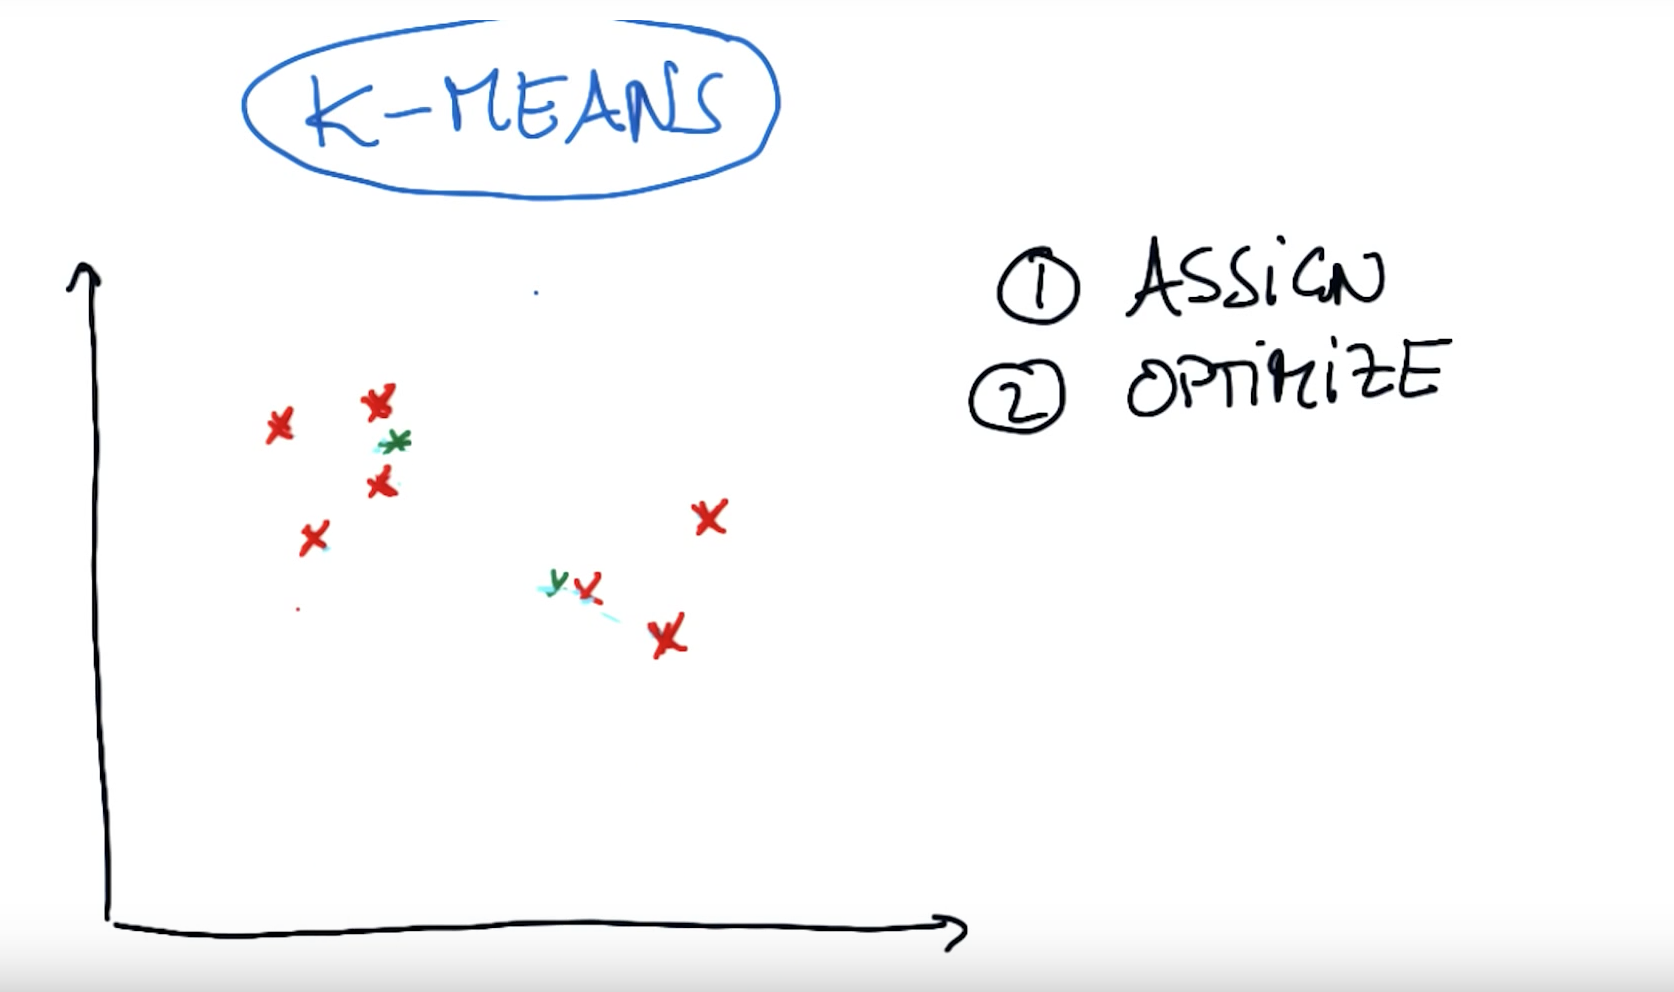 K-MEANS
① ASSiGN
② OPTiMiZE